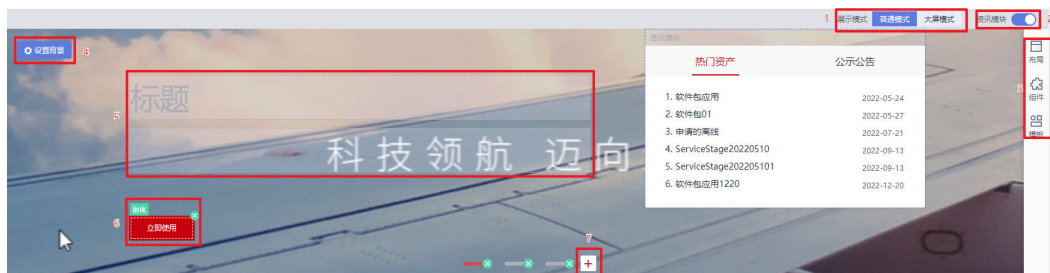 1 展示模式 普通模式 大屏模式 资讯模块 2
设置背景 4
资讯模块
布局
热门资产 公示公告
3
组件
标题
5
1. 软件包应用 2022-05-24
2. 软件包01 2022-05-27
模板
3. 申请的离线 2022-07-21
科技领航 迈向
4. ServiceStage20220510 2022-09-13
5. ServiceStage202205101 2022-09-13
6. 软件包应用1220 2022-12-20
link
6 立即使用
7